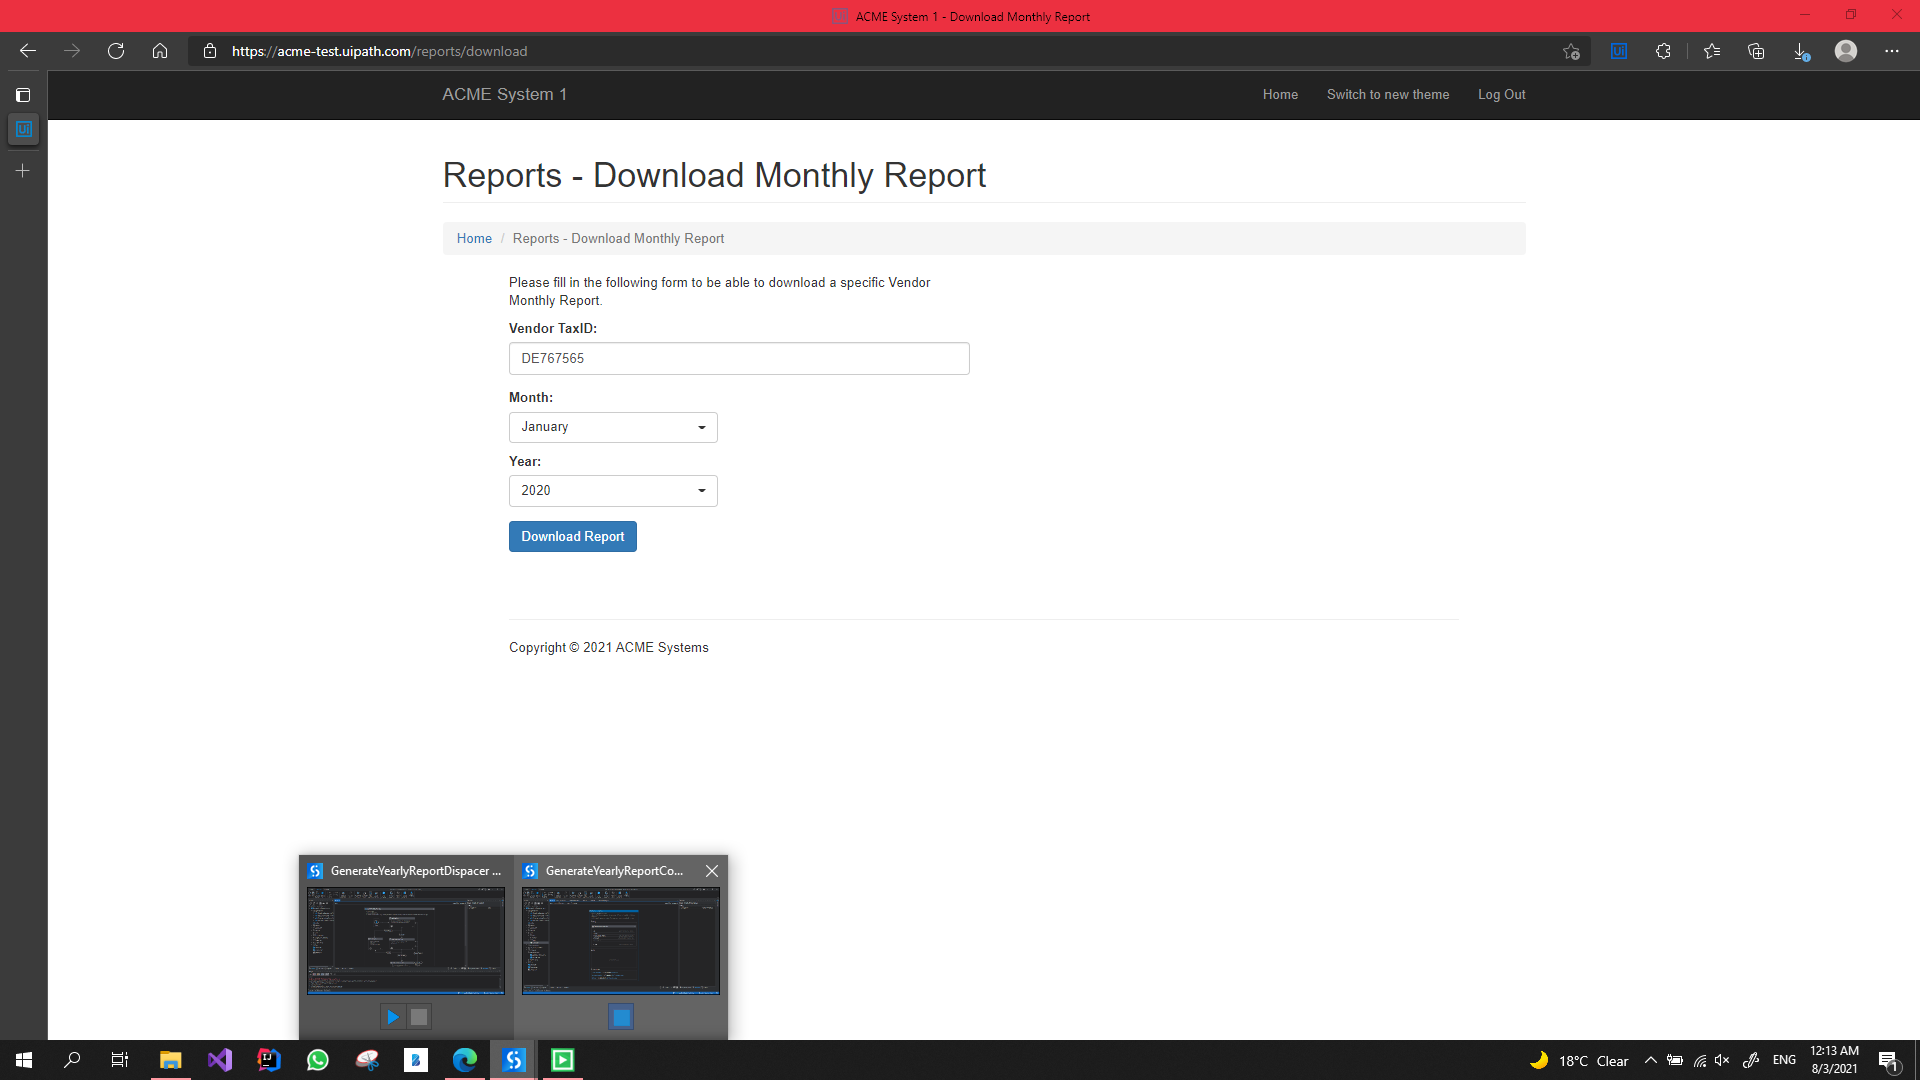 ACME System 1 - Download Monthly Report
https://acme-test.uipath.com/reports/download
ACME System 1
Home
Switch to new theme
Log Out
Reports - Download Monthly Report
Home / Reports - Download Monthly Report
Please fill in the following form to be able to download a specific Vendor
Monthly Report.
Vendor TaxID:
DE767565
Month:
January
Year:
2020
Download Report
Copyright © 2021 ACME Systems
GenerateYearlyReportDispacer ...
GenerateYearlyReportCo...
18°C Clear
ENG
12:13 AM
8/3/2021
1